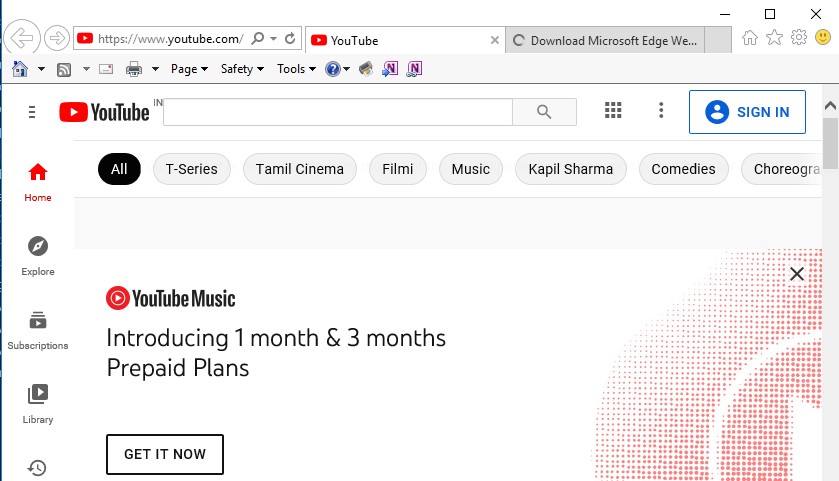 https://www.youtube.com/
YouTube
Download Microsoft Edge We...
Page
Safety
Tools
YouTube IN
SIGN IN
All
T-Series
Tamil Cinema
Filmi
Music
Kapil Sharma
Comedies
Choreogra
Home
Explore
Subscriptions
Library
YouTube Music
Introducing 1 month & 3 months
Prepaid Plans
GET IT NOW